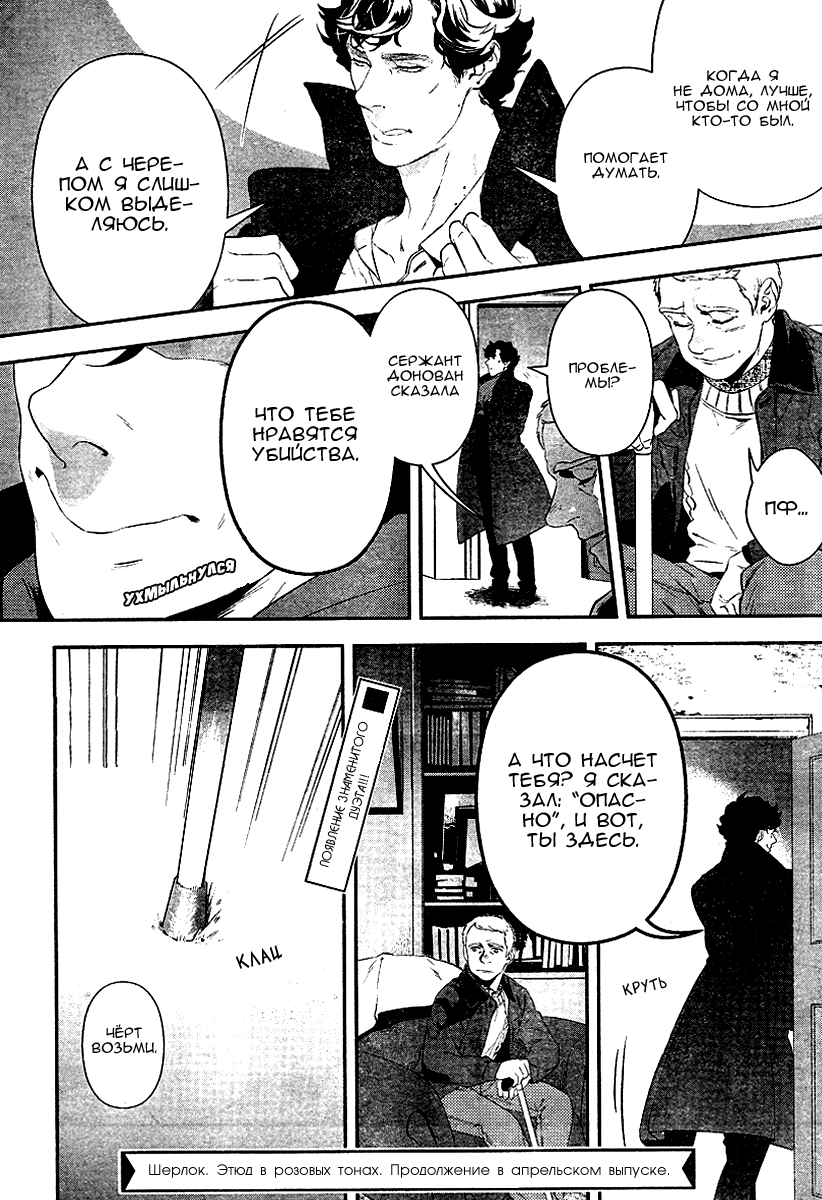 КОГДА Я
НЕ ДОМА, ЛУЧШЕ,
ЧТОБЫ СО МНОЙ
КТО-ТО БЫЛ.
ПОМОГАЕТ
ДУМАТЬ.
А С ЧЕРЕ-
ПОМ Я СЛИШ-
КОМ ВЫДЕ-
ЛЯЮСЬ.
ПФ...
ПРОБЛЕ-
МЫ?
СЕРЖАНТ
ДОНОВАН
СКАЗАЛА
ЧТО ТЕБЕ
НРАВЯТСЯ
УБИЙСТВА.
УХМЫЛЬНУЛСЯ
А ЧТО НАСЧЕТ
ТЕБЯ? Я СКА-
ЗАЛ: "ОПАС-
НО", И ВОТ,
ТЫ ЗДЕСЬ.
КРУТЬ
ПОЯВЛЕНИЕ ЗНАМЕНИТОГО
ДУЭТА!!!
КЛАЦ
ЧЁРТ
ВОЗЬМИ.
Шерлок. Этюд в розовых тонах. Продолжение в апрельском выпуске.